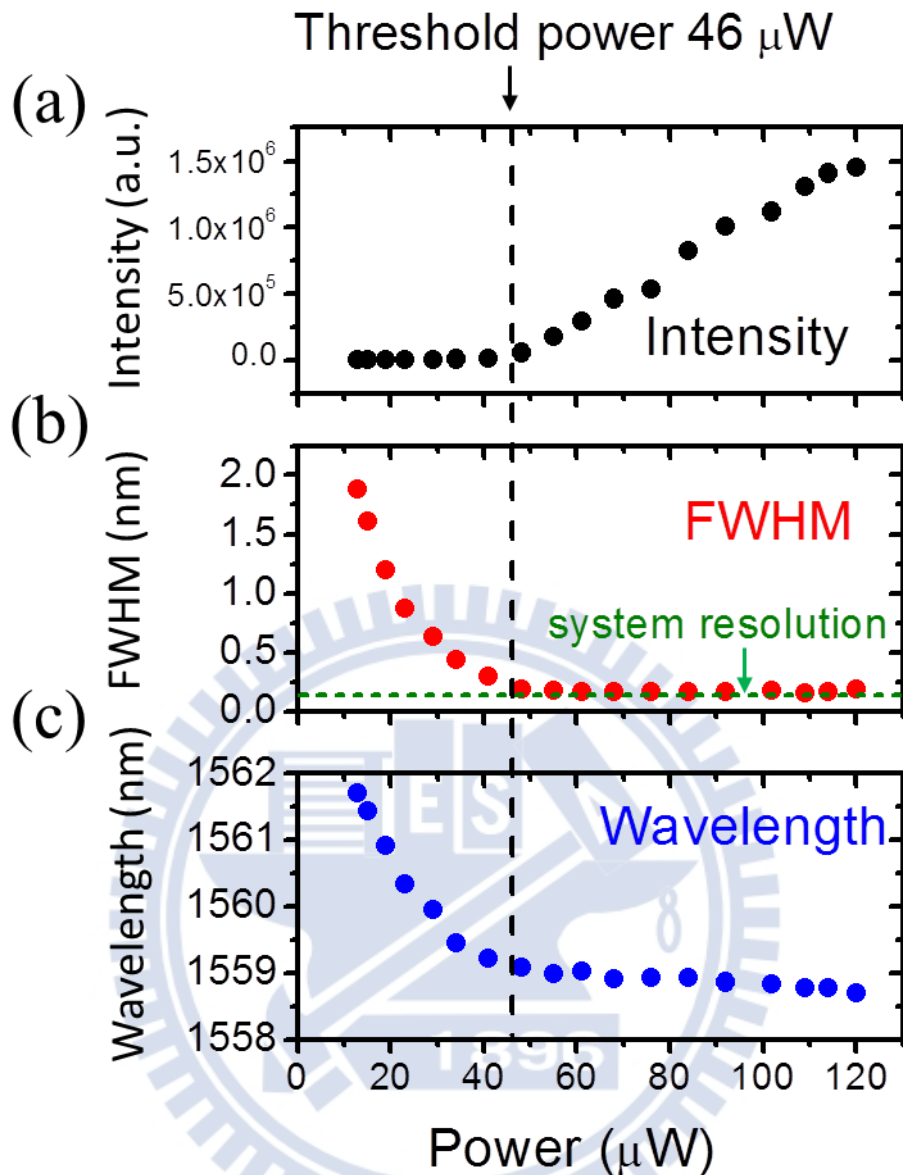 Threshold power 46 μW
(a)
Intensity (a.u.)
1.5x10⁶
1.0x10⁶
5.0x10⁵
0.0
Intensity
(b)
FWHM (nm)
2.0
1.5
1.0
0.5
0.0
FWHM
system resolution
(c)
Wavelength (nm)
1562
1561
1560
1559
1558
Wavelength
ES
1896
0 20 40 60 80 100 120
Power (μW)